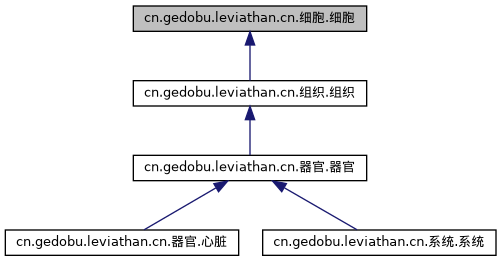 cn.gedobu.leviathan.cn.细胞.细胞
cn.gedobu.leviathan.cn.组织.组织
cn.gedobu.leviathan.cn.器官.器官
cn.gedobu.leviathan.cn.器官.心脏
cn.gedobu.leviathan.cn.系统.系统